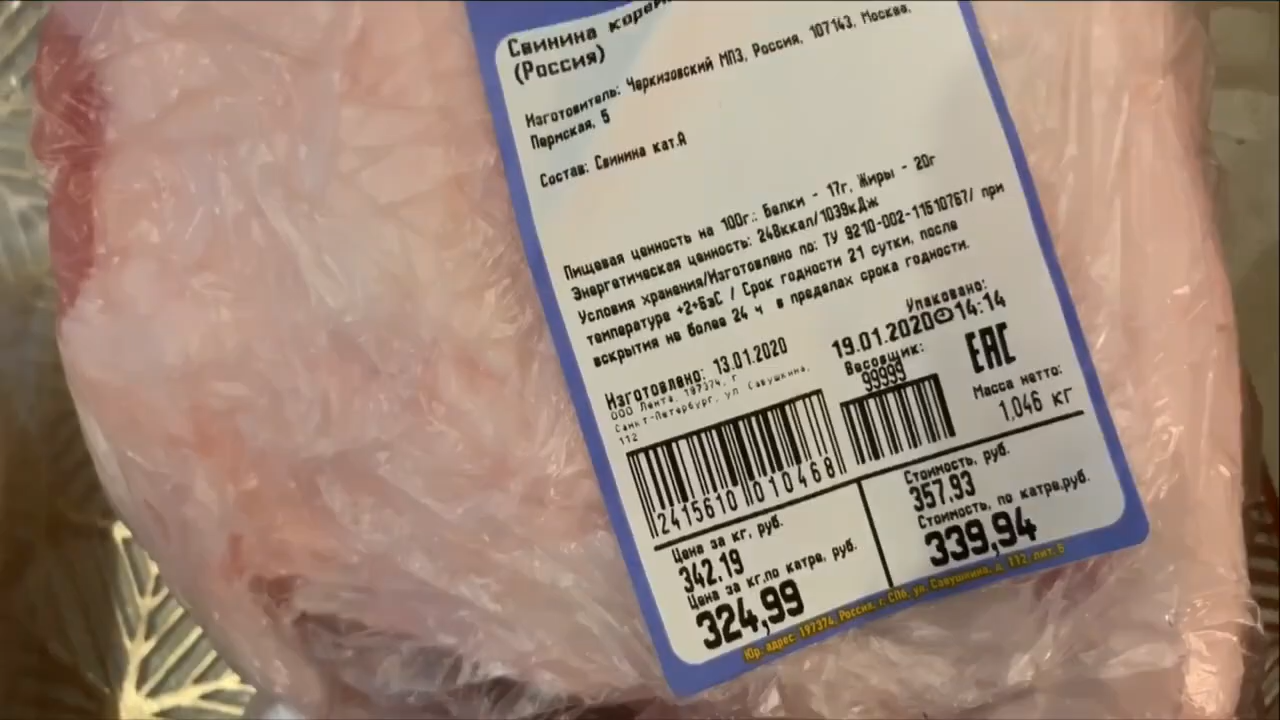 Свинина
(Россия)
Изготовитель: Черкизовский МПЗ, Россия, 107143, Москва,
Пермская, 5
Состав: Свинина кат.А
Пищевая ценность на 100г.: Белки - 17г, Жиры - 20г
Энергетическая ценность: 248ккал/1039кДж
Условия хранения/Изготовлено по: ТУ 9210-002-11510767/ при
температуре +2+6зС / Срок годности 21 сутки, после
вскрытия не более 24 ч в пределах срока годности.
Упаковано:
Изготовлено: 13.01.2020
19.01.2020 14:14
ООО Лента, 197374, г
Санкт-Петербург, ул Савушкина,
112
Весовщик:
99999
EAC
Масса нетто:
1,046 кг
2415610 010468
Цена за кг, руб.
342.19
Цена за кг,по катре, руб.
324,99
Стоимость, руб.
357.93
Стоимость, по катре,руб.
339,94
Юр. адрес: 197374, Россия, г. СПб, ул. Савушкина, д. 112, лит. Б